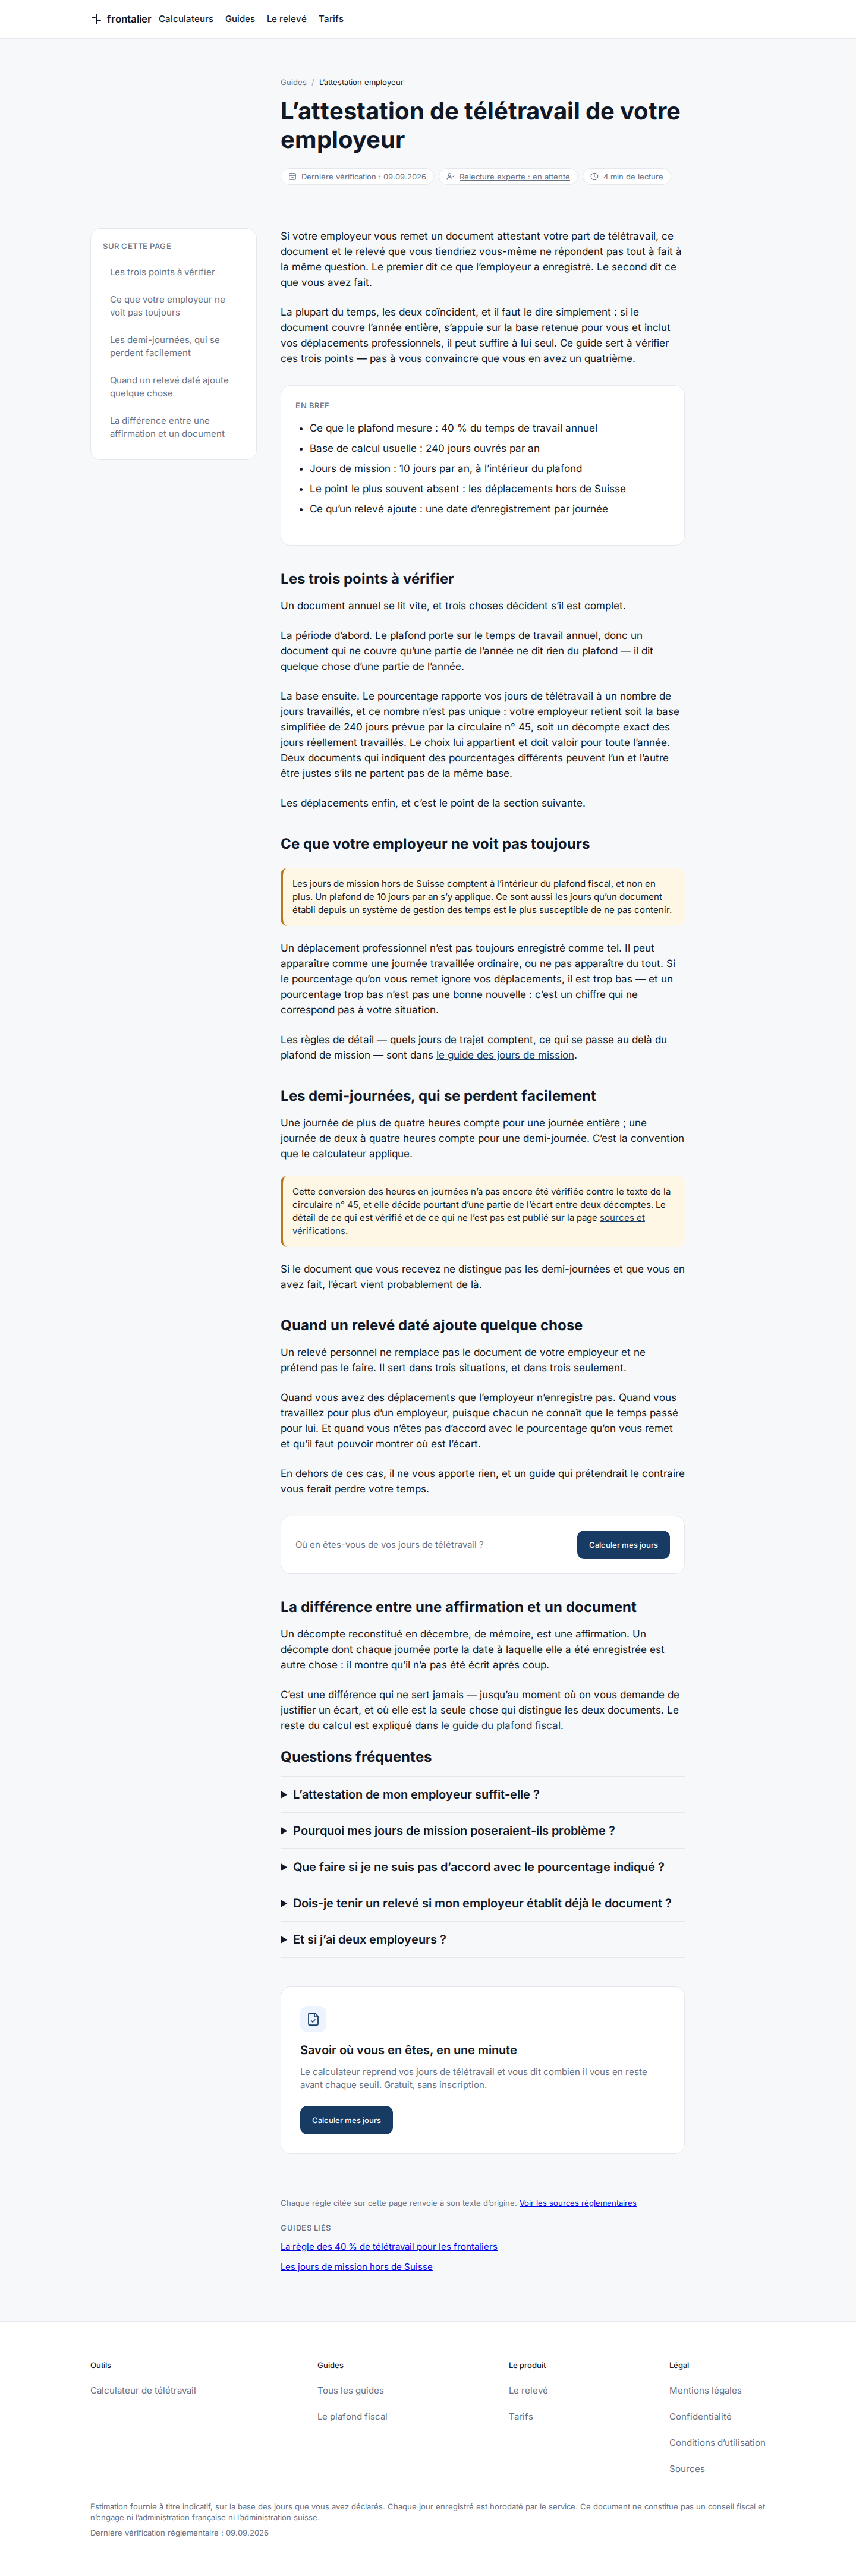 frontalier Calculateurs Guides Le relevé Tarifs
Guides / L’attestation employeur
L’attestation de télétravail de votre
employeur
Dernière vérification : 09.09.2026 Relecture experte : en attente 4 min de lecture
SUR CETTE PAGE
Les trois points à vérifier
Ce que votre employeur ne
voit pas toujours
Les demi-journées, qui se
perdent facilement
Quand un relevé daté ajoute
quelque chose
La différence entre une
affirmation et un document
Si votre employeur vous remet un document attestant votre part de télétravail, ce
document et le relevé que vous tiendriez vous-même ne répondent pas tout à fait à
la même question. Le premier dit ce que l’employeur a enregistré. Le second dit ce
que vous avez fait.
La plupart du temps, les deux coïncident, et il faut le dire simplement : si le
document couvre l’année entière, s’appuie sur la base retenue pour vous et inclut
vos déplacements professionnels, il peut suffire à lui seul. Ce guide sert à vérifier
ces trois points — pas à vous convaincre que vous en avez un quatrième.
EN BREF
• Ce que le plafond mesure : 40 % du temps de travail annuel
• Base de calcul usuelle : 240 jours ouvrés par an
• Jours de mission : 10 jours par an, à l’intérieur du plafond
• Le point le plus souvent absent : les déplacements hors de Suisse
• Ce qu’un relevé ajoute : une date d’enregistrement par journée
Les trois points à vérifier
Un document annuel se lit vite, et trois choses décident s’il est complet.
La période d’abord. Le plafond porte sur le temps de travail annuel, donc un
document qui ne couvre qu’une partie de l’année ne dit rien du plafond — il dit
quelque chose d’une partie de l’année.
La base ensuite. Le pourcentage rapporte vos jours de télétravail à un nombre de
jours travaillés, et ce nombre n’est pas unique : votre employeur retient soit la base
simplifiée de 240 jours prévue par la circulaire n° 45, soit un décompte exact des
jours réellement travaillés. Le choix lui appartient et doit valoir pour toute l’année.
Deux documents qui indiquent des pourcentages différents peuvent l’un et l’autre
être justes s’ils ne partent pas de la même base.
Les déplacements enfin, et c’est le point de la section suivante.
Ce que votre employeur ne voit pas toujours
Les jours de mission hors de Suisse comptent à l’intérieur du plafond fiscal, et non en
plus. Un plafond de 10 jours par an s’y applique. Ce sont aussi les jours qu’un document
établi depuis un système de gestion des temps est le plus susceptible de ne pas contenir.
Un déplacement professionnel n’est pas toujours enregistré comme tel. Il peut
apparaître comme une journée travaillée ordinaire, ou ne pas apparaître du tout. Si
le pourcentage qu’on vous remet ignore vos déplacements, il est trop bas — et un
pourcentage trop bas n’est pas une bonne nouvelle : c’est un chiffre qui ne
correspond pas à votre situation.
Les règles de détail — quels jours de trajet comptent, ce qui se passe au delà du
plafond de mission — sont dans le guide des jours de mission.
Les demi-journées, qui se perdent facilement
Une journée de plus de quatre heures compte pour une journée entière ; une
journée de deux à quatre heures compte pour une demi-journée. C’est la convention
que le calculateur applique.
Cette conversion des heures en journées n’a pas encore été vérifiée contre le texte de la
circulaire n° 45, et elle décide pourtant d’une partie de l’écart entre deux décomptes. Le
détail de ce qui est vérifié et de ce qui ne l’est pas est publié sur la page sources et
vérifications.
Si le document que vous recevez ne distingue pas les demi-journées et que vous en
avez fait, l’écart vient probablement de là.
Quand un relevé daté ajoute quelque chose
Un relevé personnel ne remplace pas le document de votre employeur et ne
prétend pas le faire. Il sert dans trois situations, et dans trois seulement.
Quand vous avez des déplacements que l’employeur n’enregistre pas. Quand vous
travaillez pour plus d’un employeur, puisque chacun ne connaît que le temps passé
pour lui. Et quand vous n’êtes pas d’accord avec le pourcentage qu’on vous remet
et qu’il faut pouvoir montrer où est l’écart.
En dehors de ces cas, il ne vous apporte rien, et un guide qui prétendrait le contraire
vous ferait perdre votre temps.
Où en êtes-vous de vos jours de télétravail ? Calculer mes jours
La différence entre une affirmation et un document
Un décompte reconstitué en décembre, de mémoire, est une affirmation. Un
décompte dont chaque journée porte la date à laquelle elle a été enregistrée est
autre chose : il montre qu’il n’a pas été écrit après coup.
C’est une différence qui ne sert jamais — jusqu’au moment où on vous demande de
justifier un écart, et où elle est la seule chose qui distingue les deux documents. Le
reste du calcul est expliqué dans le guide du plafond fiscal.
Questions fréquentes
L’attestation de mon employeur suffit-elle ?
Pourquoi mes jours de mission poseraient-ils problème ?
Que faire si je ne suis pas d’accord avec le pourcentage indiqué ?
Dois-je tenir un relevé si mon employeur établit déjà le document ?
Et si j’ai deux employeurs ?
Savoir où vous en êtes, en une minute
Le calculateur reprend vos jours de télétravail et vous dit combien il vous en reste
avant chaque seuil. Gratuit, sans inscription.
Calculer mes jours
Chaque règle citée sur cette page renvoie à son texte d’origine. Voir les sources réglementaires
GUIDES LIÉS
La règle des 40 % de télétravail pour les frontaliers
Les jours de mission hors de Suisse
Outils
Calculateur de télétravail
Guides
Tous les guides
Le plafond fiscal
Le produit
Le relevé
Tarifs
Légal
Mentions légales
Confidentialité
Conditions d’utilisation
Sources
Estimation fournie à titre indicatif, sur la base des jours que vous avez déclarés. Chaque jour enregistré est horodaté par le service. Ce document ne constitue pas un conseil fiscal et
n’engage ni l’administration française ni l’administration suisse.
Dernière vérification réglementaire : 09.09.2026